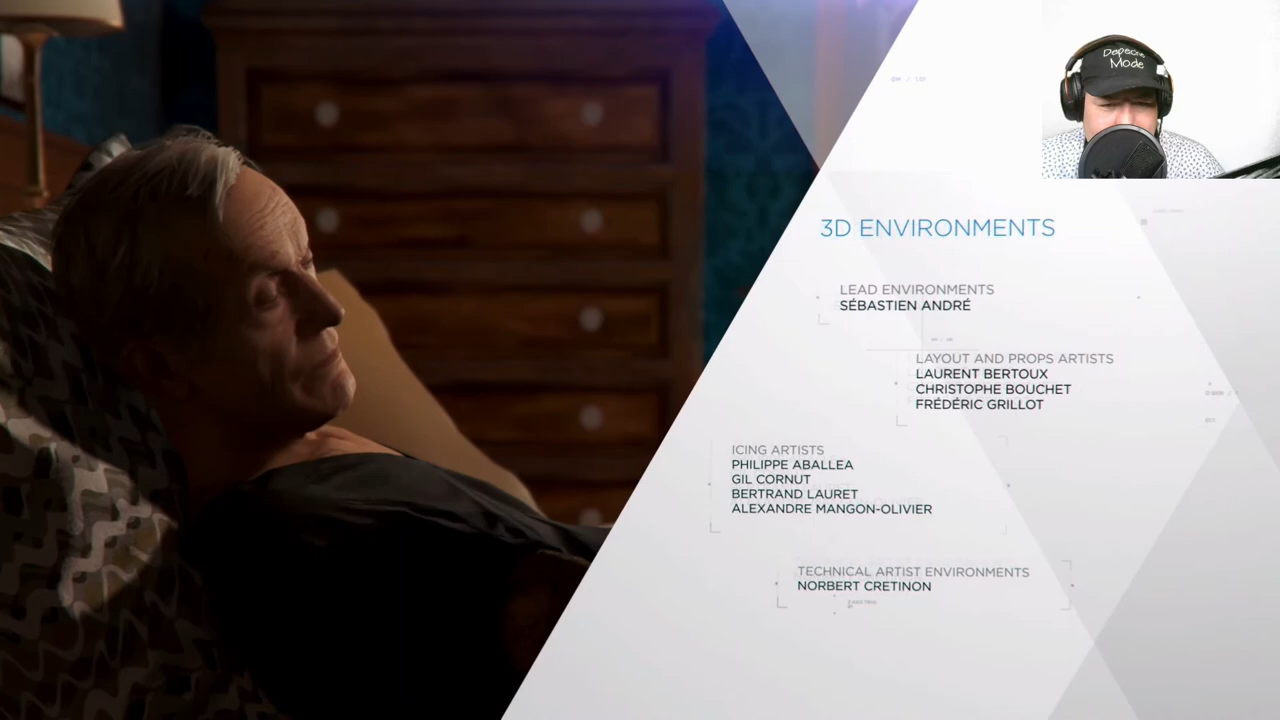 Depeche
Mode
3D ENVIRONMENTS
LEAD ENVIRONMENTS
SÉBASTIEN ANDRÉ
LAYOUT AND PROPS ARTISTS
LAURENT BERTOUX
CHRISTOPHE BOUCHET
FRÉDÉRIC GRILLOT
ICING ARTISTS
PHILIPPE ABALLEA
GIL CORNUT
BERTRAND LAURET
ALEXANDRE MANGON-OLIVIER
TECHNICAL ARTIST ENVIRONMENTS
NORBERT CRETINON